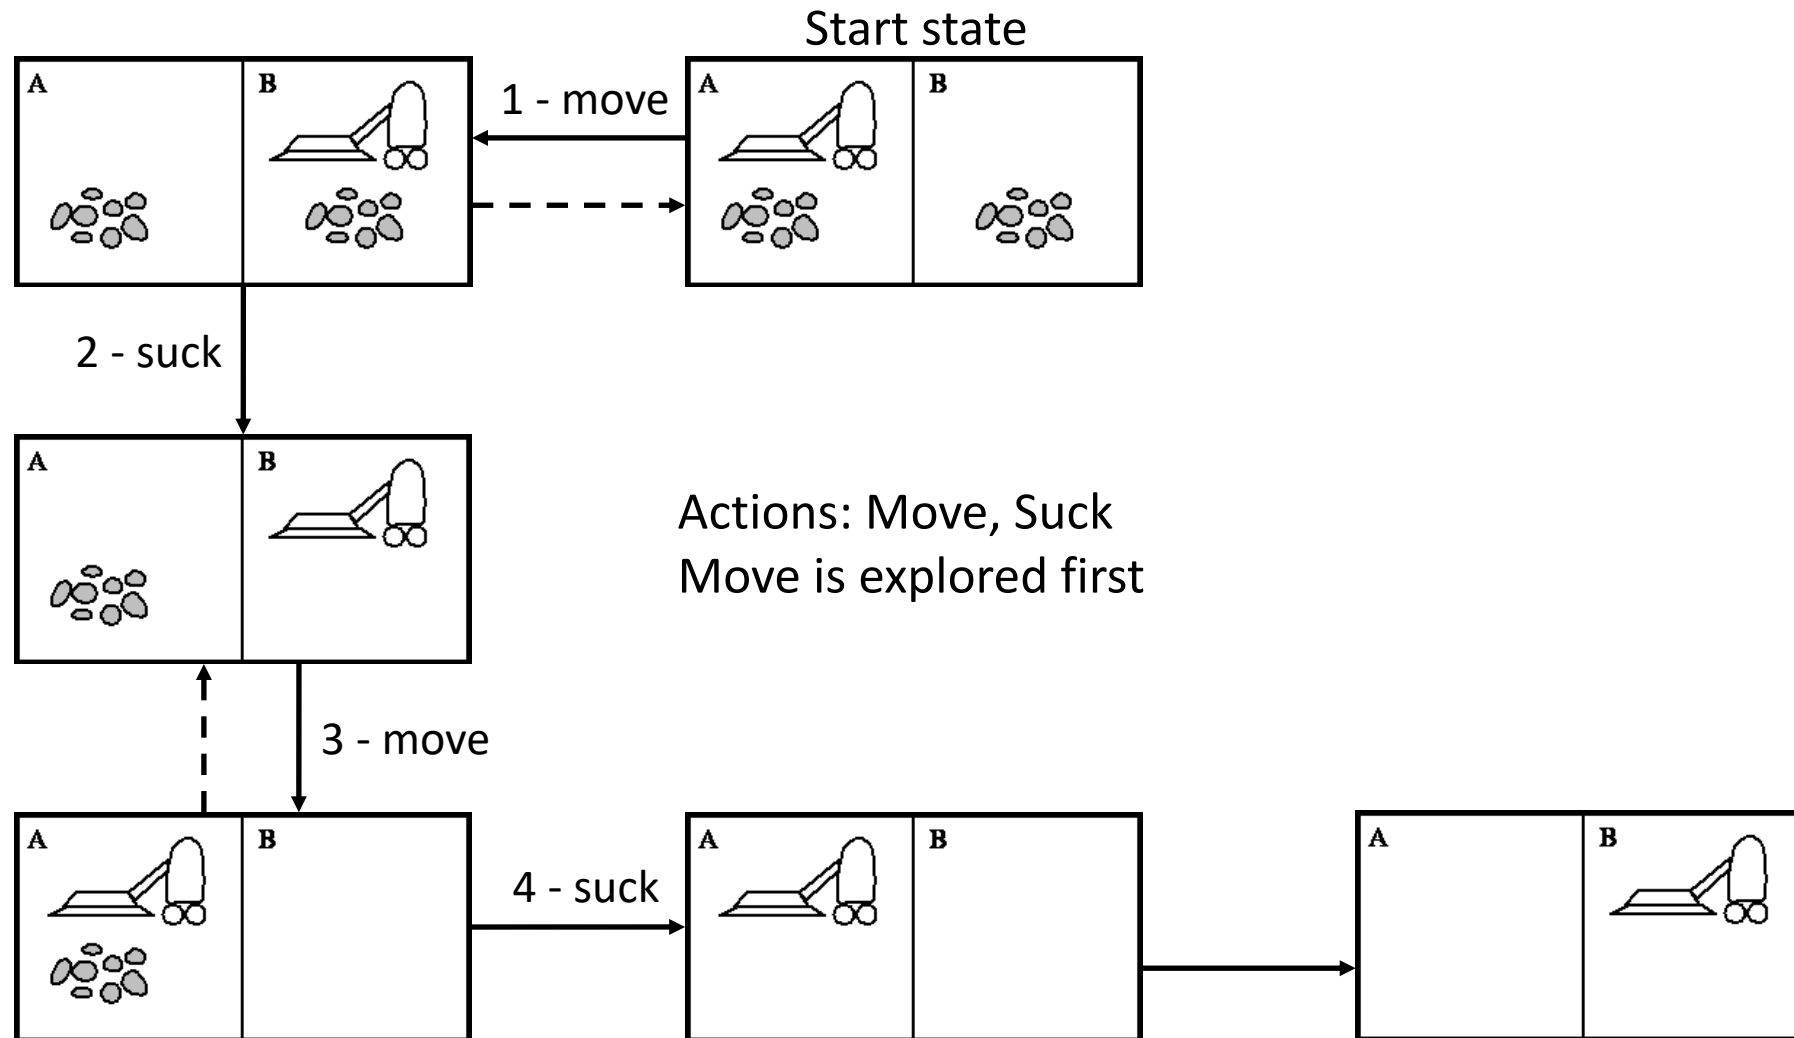 Start state
A
B
1 - move
A
B
2 - suck
A
B
Actions: Move, Suck
Move is explored first
3 - move
A
B
4 - suck
A
B
A
B